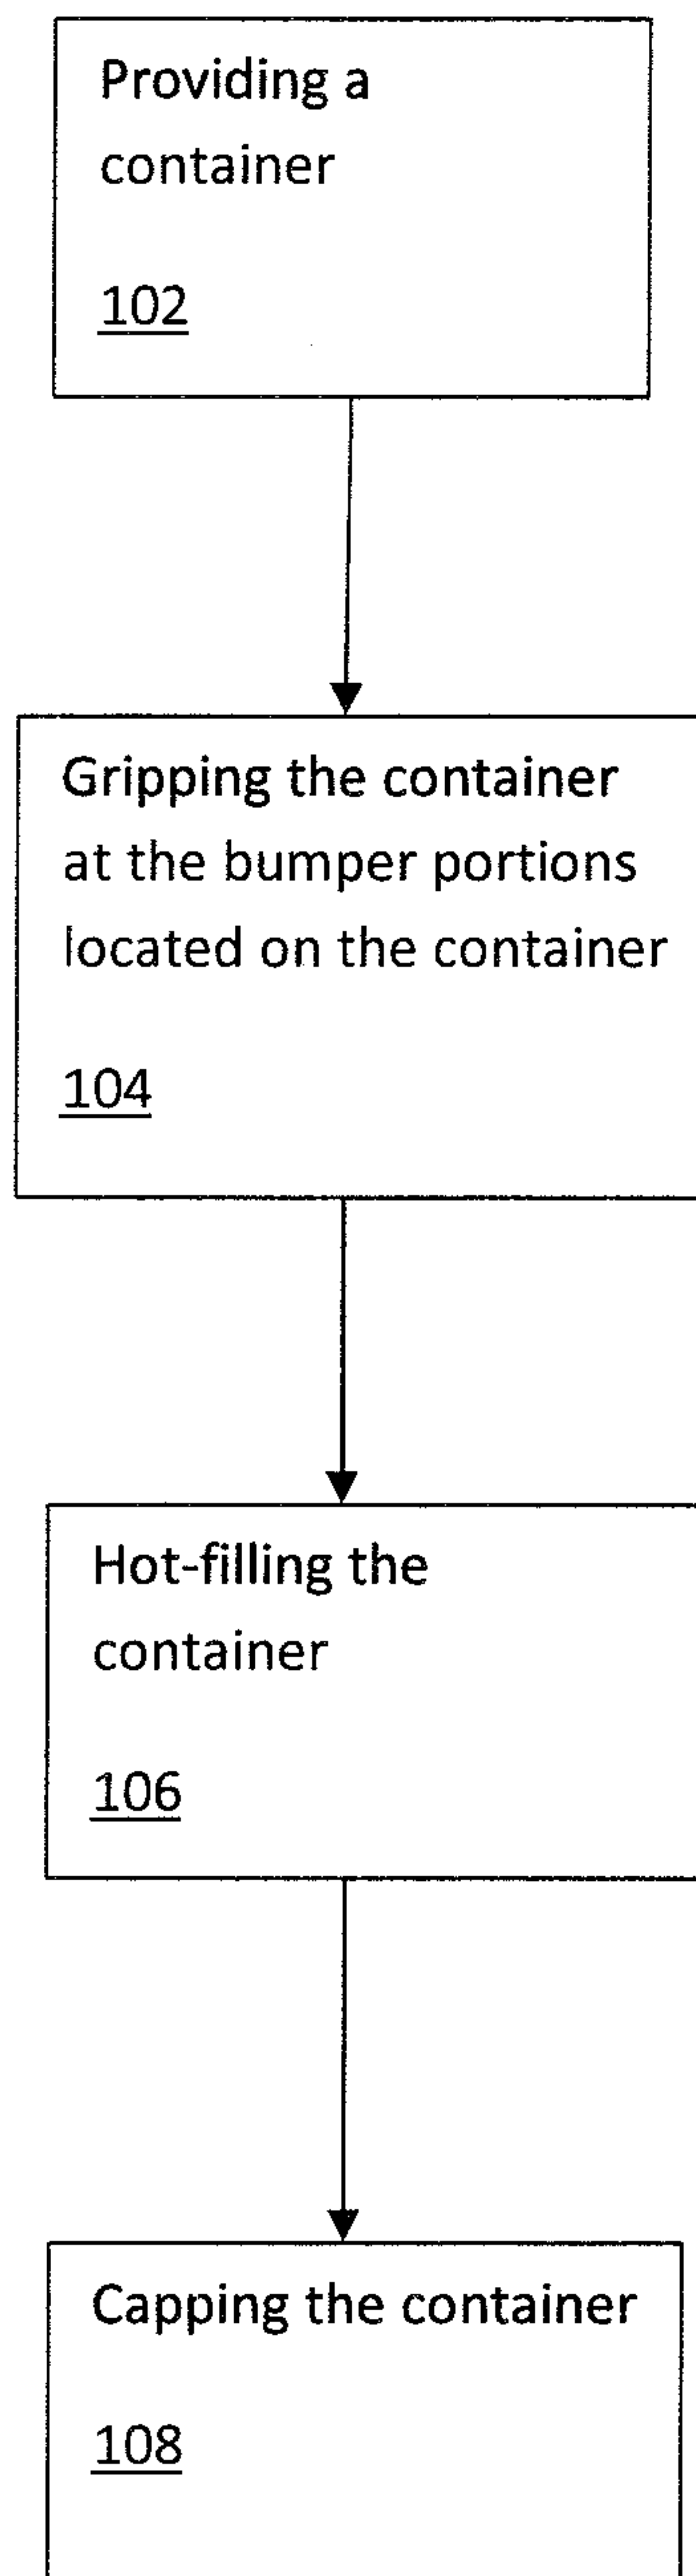 Providing a
container
102
Gripping the container
at the bumper portions
located on the container
104
Hot-filling the
container
106
Capping the container
108